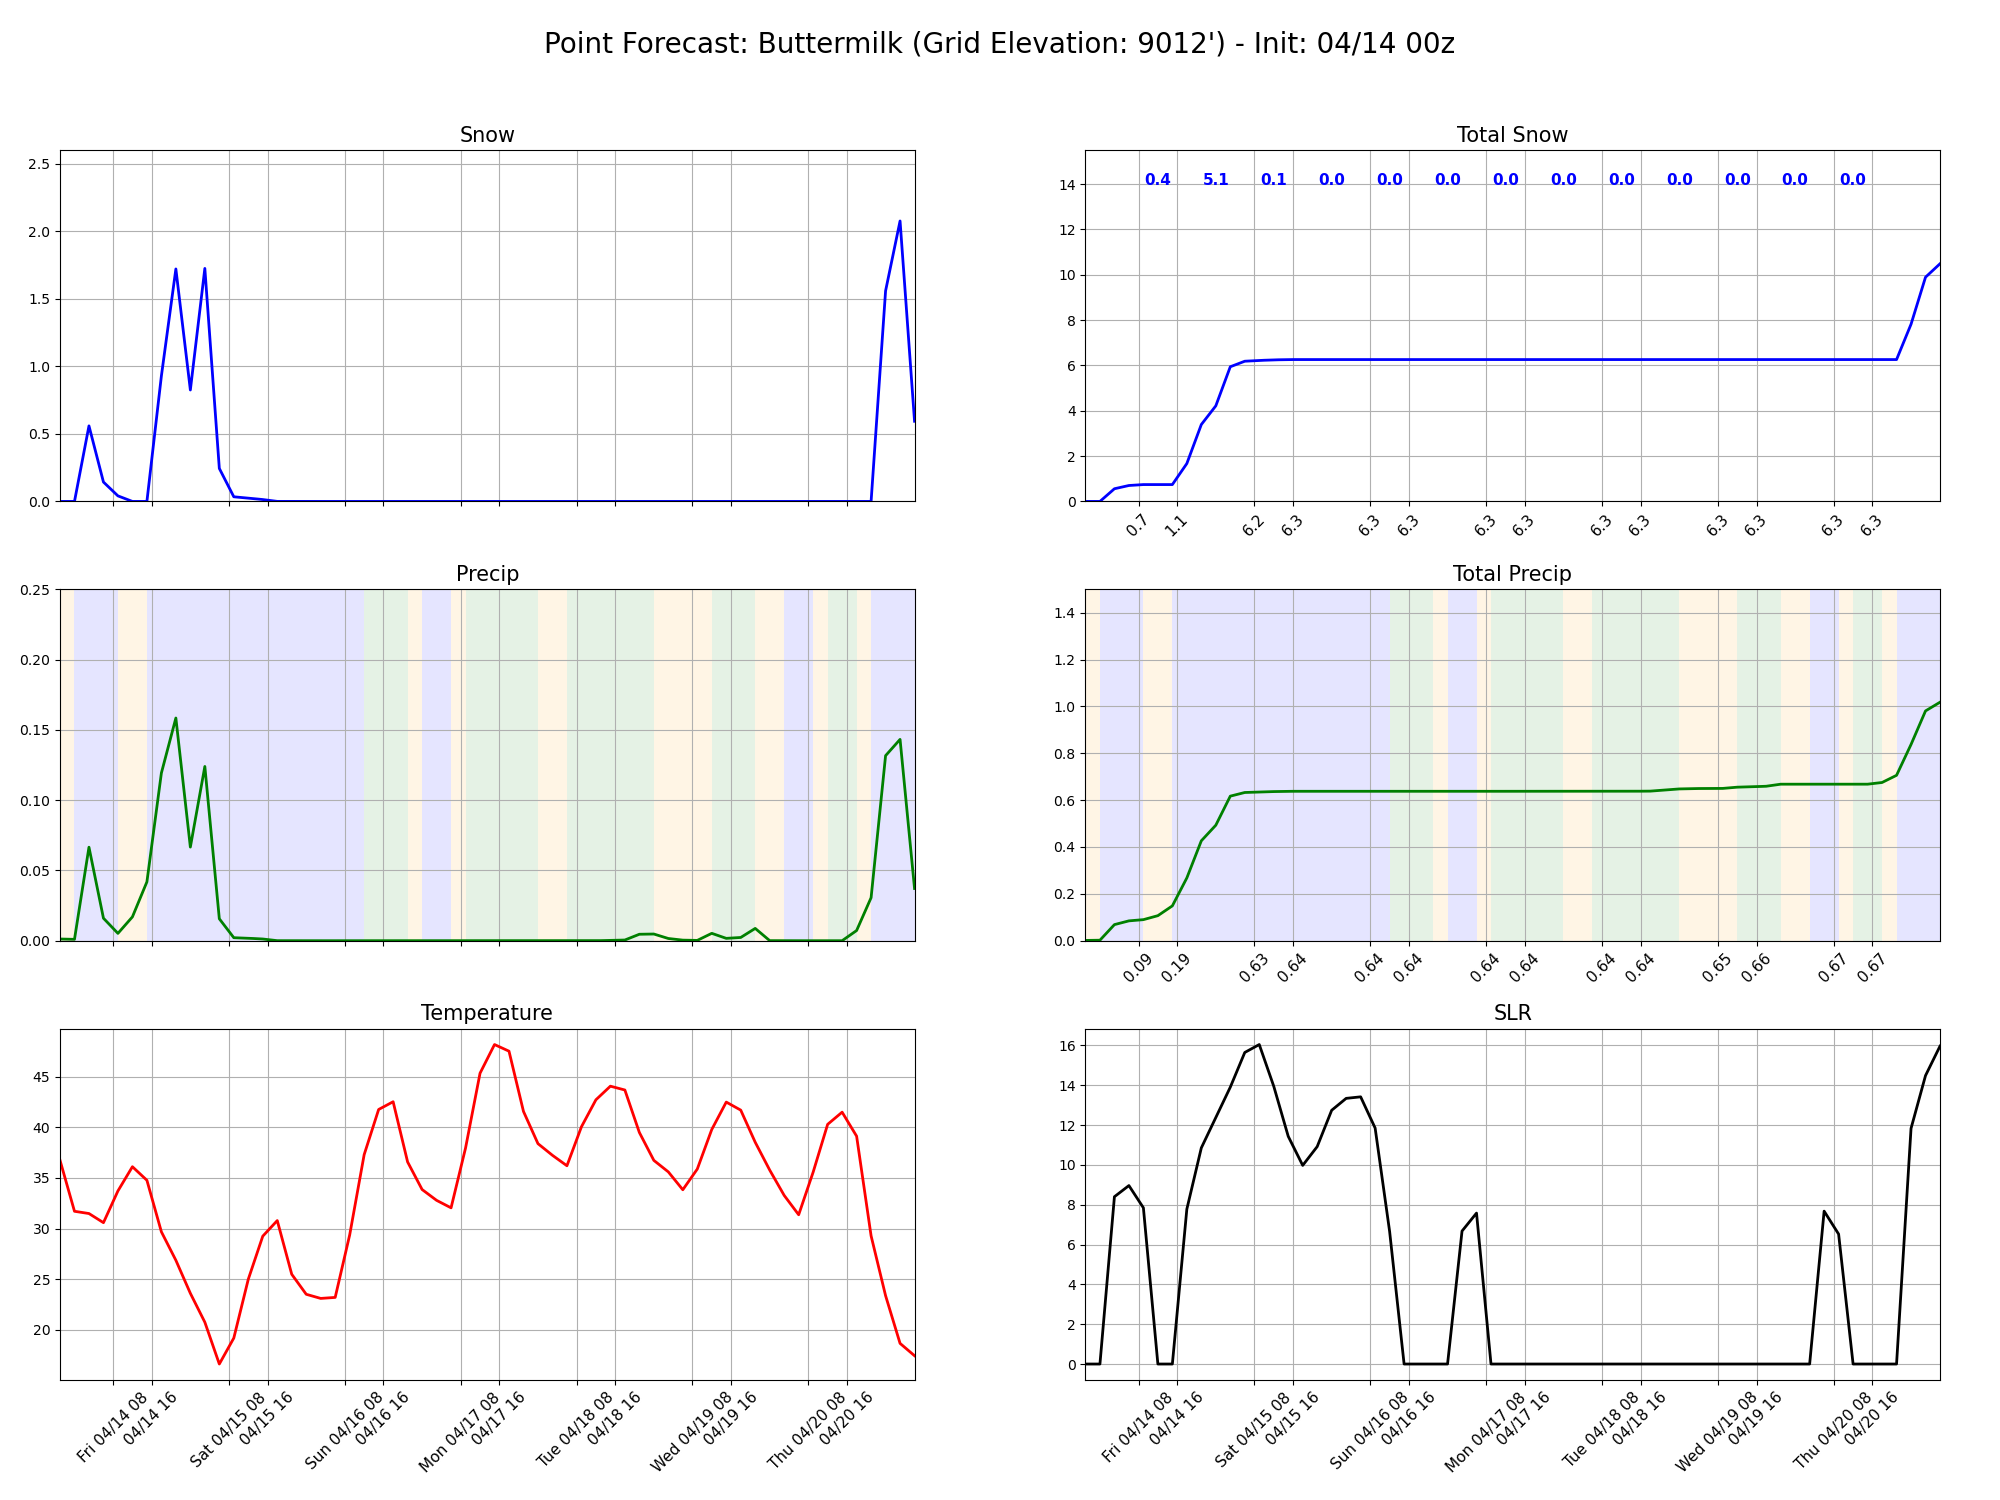 Point Forecast: Buttermilk (Grid Elevation: 9012') - Init: 04/14 00z
Snow
2.5
2.0
1.5
1.0
0.5
0.0
Total Snow
0.4 5.1 0.1 0.0 0.0 0.0 0.0 0.0 0.0 0.0 0.0 0.0 0.0
14
12
10
8
6
4
2
0
0.7 1.1 6.2 6.3 6.3 6.3 6.3 6.3 6.3 6.3 6.3 6.3 6.3 6.3
Precip
0.25
0.20
0.15
0.10
0.05
0.00
Total Precip
1.4
1.2
1.0
0.8
0.6
0.4
0.2
0.0
0.09 0.19 0.63 0.64 0.64 0.64 0.64 0.64 0.64 0.64 0.65 0.66 0.67 0.67
Temperature
45
40
35
30
25
20
Fri 04/14 08
04/14 16
Sat 04/15 08
04/15 16
Sun 04/16 08
04/16 16
Mon 04/17 08
04/17 16
Tue 04/18 08
04/18 16
Wed 04/19 08
04/19 16
Thu 04/20 08
04/20 16
SLR
16
14
12
10
8
6
4
2
0
Fri 04/14 08
04/14 16
Sat 04/15 08
04/15 16
Sun 04/16 08
04/16 16
Mon 04/17 08
04/17 16
Tue 04/18 08
04/18 16
Wed 04/19 08
04/19 16
Thu 04/20 08
04/20 16